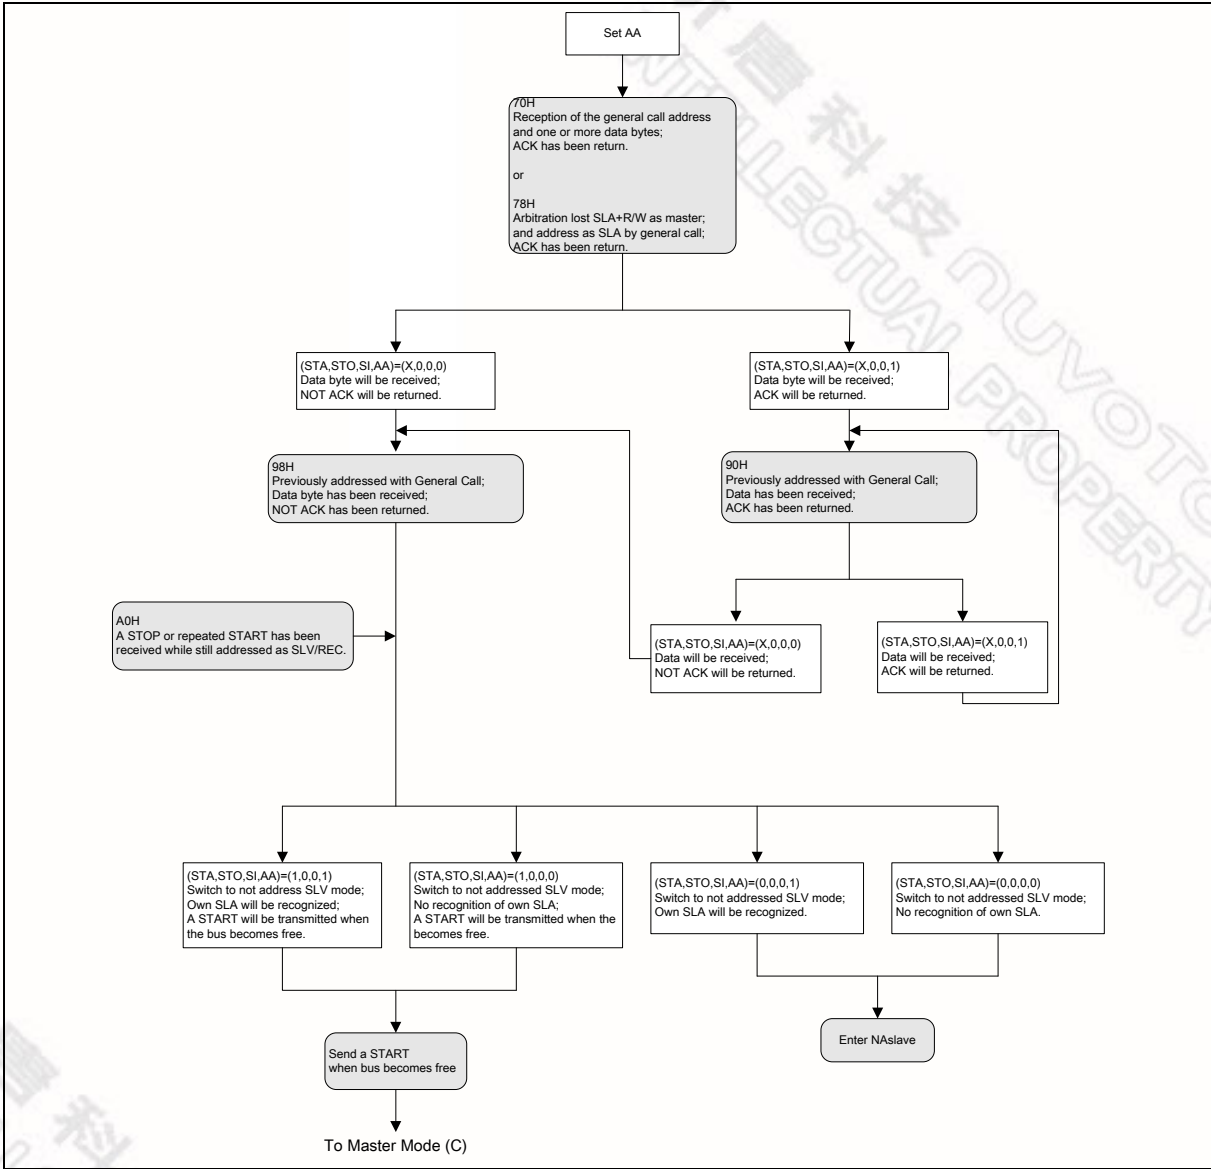 Set AA
70H
Reception of the general call address
and one or more data bytes;
ACK has been return.
or
78H
Arbitration lost SLA+R/W as master;
and address as SLA by general call;
ACK has been return.
(STA,STO,SI,AA)=(X,0,0,0)
Data byte will be received;
NOT ACK will be returned.
(STA,STO,SI,AA)=(X,0,0,1)
Data byte will be received;
ACK will be returned.
98H
Previously addressed with General Call;
Data byte has been received;
NOT ACK has been returned.
90H
Previously addressed with General Call;
Data has been received;
ACK has been returned.
A0H
A STOP or repeated START has been
received while still addressed as SLV/REC.
(STA,STO,SI,AA)=(X,0,0,0)
Data will be received;
NOT ACK will be returned.
(STA,STO,SI,AA)=(X,0,0,1)
Data will be received;
ACK will be returned.
(STA,STO,SI,AA)=(1,0,0,1)
Switch to not address SLV mode;
Own SLA will be recognized;
A START will be transmitted when
the bus becomes free.
(STA,STO,SI,AA)=(1,0,0,0)
Switch to not addressed SLV mode;
No recognition of own SLA;
A START will be transmitted when the
becomes free.
(STA,STO,SI,AA)=(0,0,0,1)
Switch to not addressed SLV mode;
Own SLA will be recognized.
(STA,STO,SI,AA)=(0,0,0,0)
Switch to not addressed SLV mode;
No recognition of own SLA.
Send a START
when bus becomes free
Enter NAslave
To Master Mode (C)
唐科技 nuvoTo
NTELLECTUAL PROPERTY
唐科